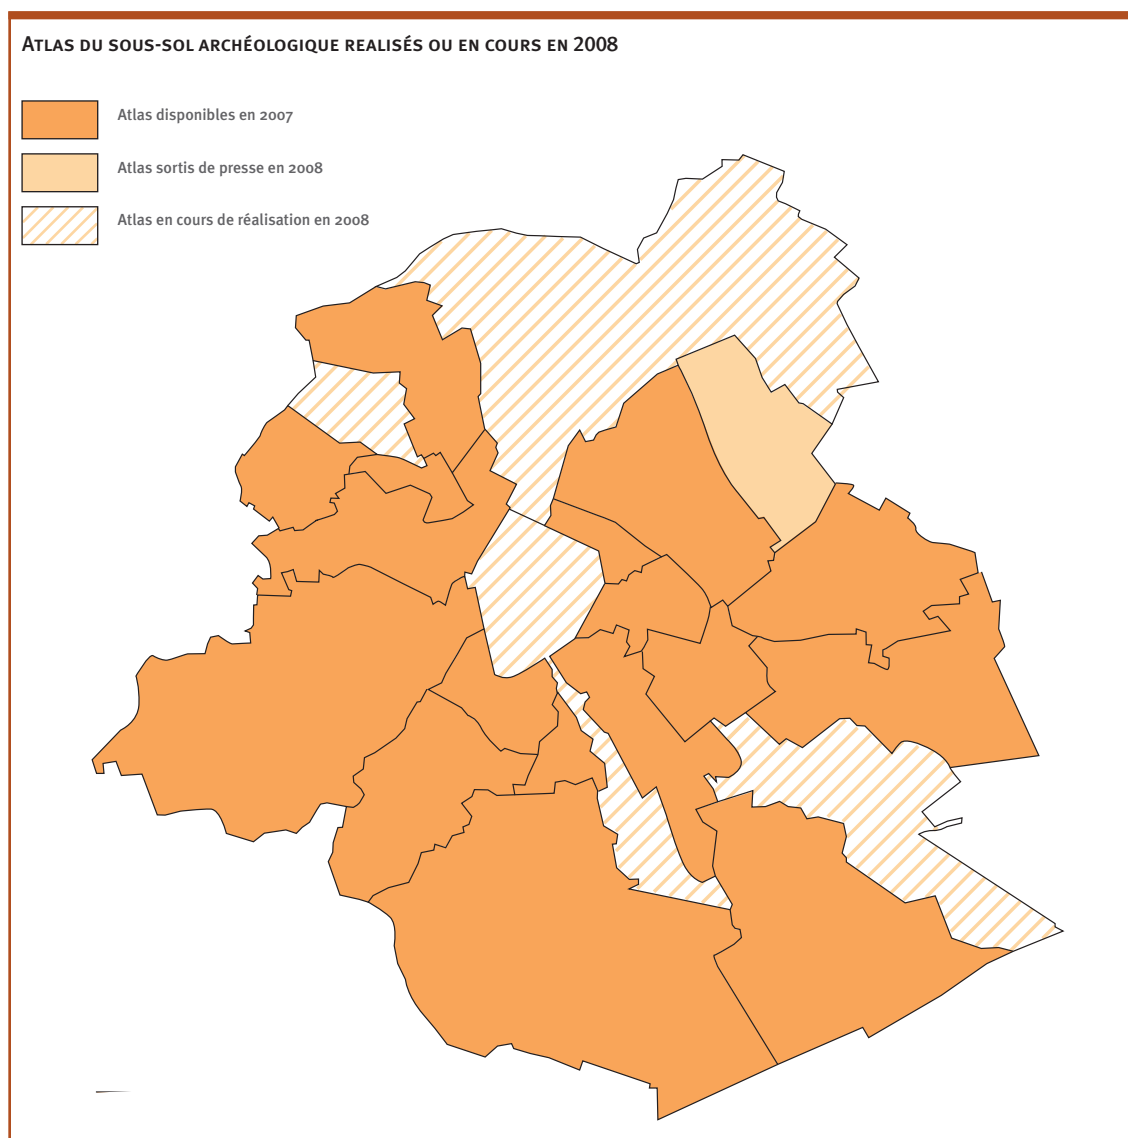 Atlas du sous-sol archéologique realisés ou en cours en 2008
Atlas disponibles en 2007
Atlas sortis de presse en 2008
Atlas en cours de réalisation en 2008